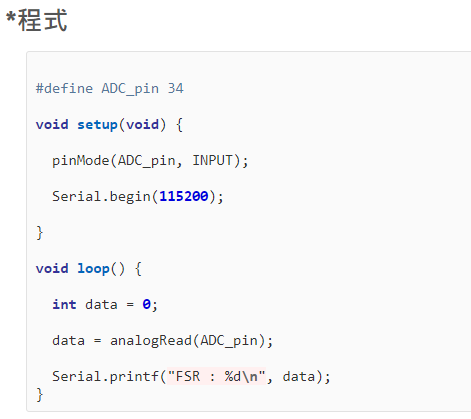 *程式
#define ADC_pin 34
void setup(void) {
  pinMode(ADC_pin, INPUT);
  Serial.begin(115200);
}
void loop() {
  int data = 0;
  data = analogRead(ADC_pin);
  Serial.printf("FSR : %d\n", data);
}